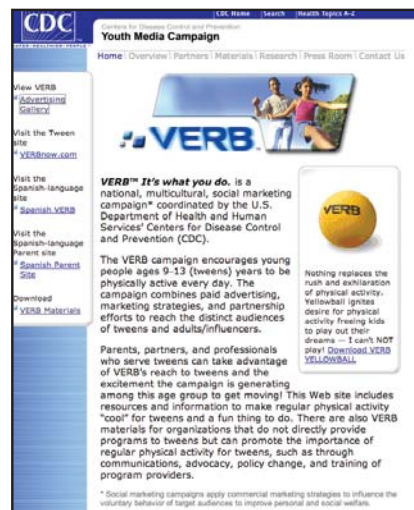 CDC Home | Search | Health Topics A-Z
CDC
Centers for Disease Control and Prevention
Youth Media Campaign
Home | Overview | Partners | Materials | Research | Press Room | Contact Us
View VERB
Advertising
Gallery
Visit the Tween
site
VERBnow.com
Visit the
Spanish-language
site
Spanish VERB
Visit the
Spanish-language
Parent site
Spanish Parent
Site
Download
VERB Materials
VERB
VERB™ It's what you do. is a
national, multicultural, social marketing
campaign* coordinated by the U.S.
Department of Health and Human
Services' Centers for Disease Control
and Prevention (CDC).
The VERB campaign encourages young
people ages 9-13 (tweens) years to be
physically active every day. The
campaign combines paid advertising,
marketing strategies, and partnership
efforts to reach the distinct audiences
of tweens and adults/influencers.
VERB
Nothing replaces the
rush and exhilaration
of physical activity.
Yellowball ignites
desire for physical
activity freeing kids
to play out their
dreams — I can't NOT
play! Download VERB
YELLOWBALL
Parents, partners, and professionals
who serve tweens can take advantage
of VERB's reach to tweens and the
excitement the campaign is generating
among this age group to get moving! This Web site includes
resources and information to make regular physical activity
"cool" for tweens and a fun thing to do. There are also VERB
materials for organizations that do not directly provide
programs to tweens but can promote the importance of
regular physical activity for tweens, such as through
communications, advocacy, policy change, and training of
program providers.
* Social marketing campaigns apply commercial marketing strategies to influence the
voluntary behavior of target audiences to improve personal and social welfare.